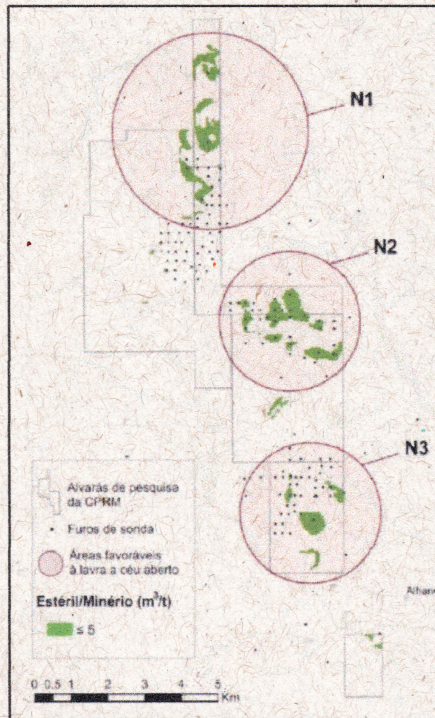 N1
N2
N3
Alvarás de pesquisa
da CPRM
Furos de sonda
Áreas favoráveis
à lavra a céu aberto
Estéril/Minério (m³/t)
≤ 5
0 0.5 1 2 3 4 5
Km